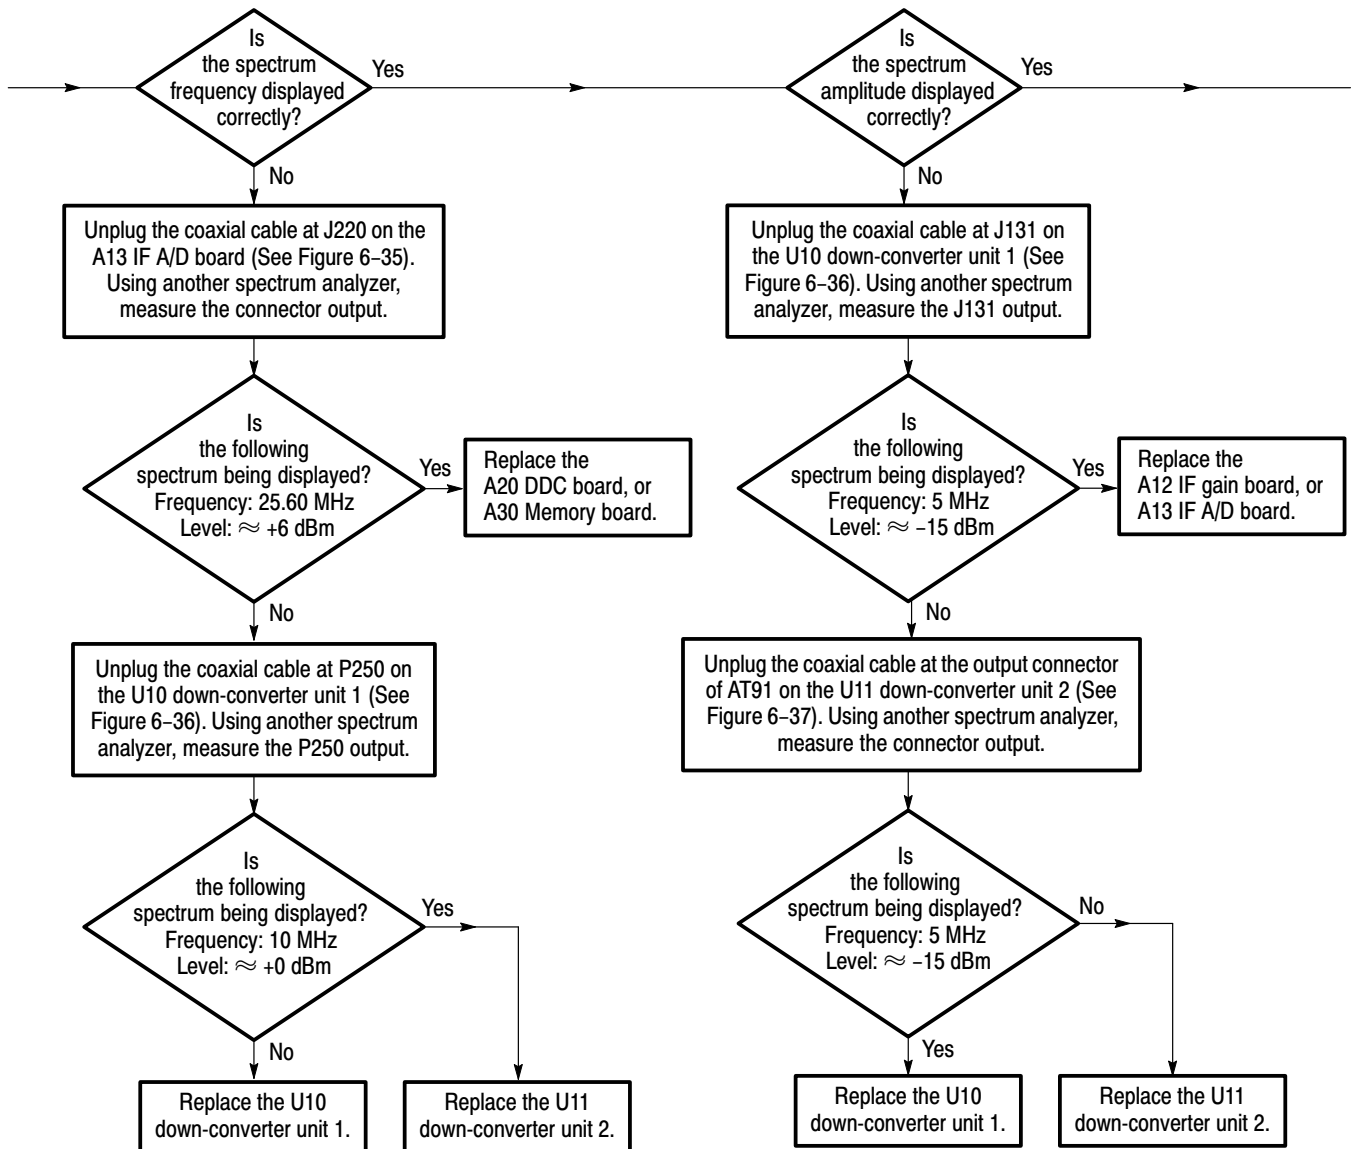 Is
the spectrum
frequency displayed
correctly?
Yes
No
Unplug the coaxial cable at J220 on the
A13 IF A/D board (See Figure 6–35).
Using another spectrum analyzer,
measure the connector output.
Is
the following
spectrum being displayed?
Frequency: 25.60 MHz
Level: ≈ +6 dBm
Yes
Replace the
A20 DDC board, or
A30 Memory board.
No
Unplug the coaxial cable at P250 on
the U10 down-converter unit 1 (See
Figure 6–36). Using another spectrum
analyzer, measure the P250 output.
Is
the following
spectrum being displayed?
Frequency: 10 MHz
Level: ≈ +0 dBm
Yes
No
Replace the U10
down-converter unit 1.
Replace the U11
down-converter unit 2.
Is
the spectrum
amplitude displayed
correctly?
Yes
No
Unplug the coaxial cable at J131 on
the U10 down-converter unit 1 (See
Figure 6–36). Using another spectrum
analyzer, measure the J131 output.
Is
the following
spectrum being displayed?
Frequency: 5 MHz
Level: ≈ –15 dBm
Yes
Replace the
A12 IF gain board, or
A13 IF A/D board.
No
Unplug the coaxial cable at the output connector
of AT91 on the U11 down-converter unit 2 (See
Figure 6–37). Using another spectrum analyzer,
measure the connector output.
Is
the following
spectrum being displayed?
Frequency: 5 MHz
Level: ≈ –15 dBm
No
Yes
Replace the U10
down-converter unit 1.
Replace the U11
down-converter unit 2.